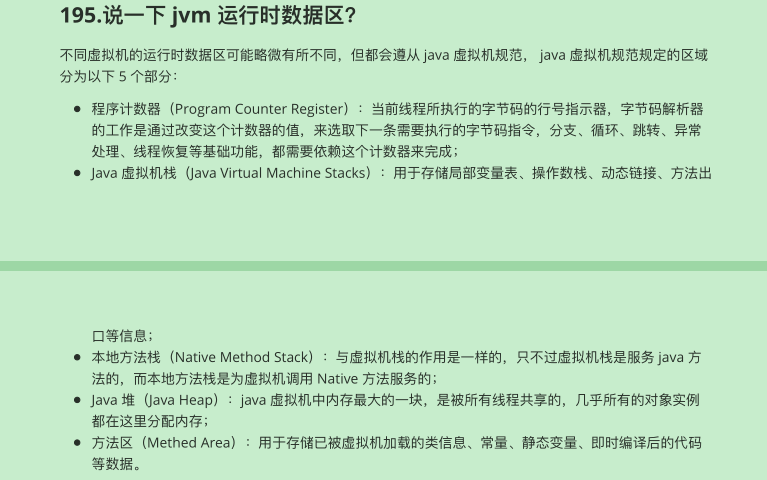 195.说一下 jvm 运行时数据区?
不同虚拟机的运行时数据区可能略微有所不同，但都会遵从 java 虚拟机规范， java 虚拟机规范规定的区域
分为以下 5 个部分：
● 程序计数器（Program Counter Register）：当前线程所执行的字节码的行号指示器，字节码解析器
的工作是通过改变这个计数器的值，来选取下一条需要执行的字节码指令，分支、循环、跳转、异常
处理、线程恢复等基础功能，都需要依赖这个计数器来完成；
● Java 虚拟机栈（Java Virtual Machine Stacks）：用于存储局部变量表、操作数栈、动态链接、方法出
口等信息；
● 本地方法栈（Native Method Stack）：与虚拟机栈的作用是一样的，只不过虚拟机栈是服务 java 方
法的，而本地方法栈是为虚拟机调用 Native 方法服务的；
● Java 堆（Java Heap）：java 虚拟机中内存最大的一块，是被所有线程共享的，几乎所有的对象实例
都在这里分配内存；
● 方法区（Methed Area）：用于存储已被虚拟机加载的类信息、常量、静态变量、即时编译后的代码
等数据。